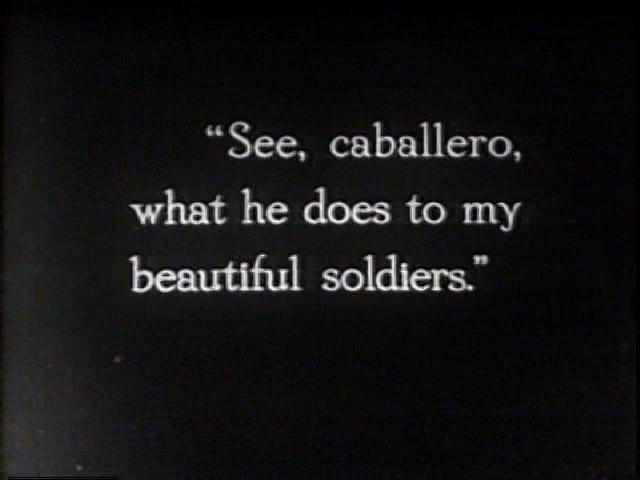 “See, caballero,
what he does to my
beautiful soldiers.”